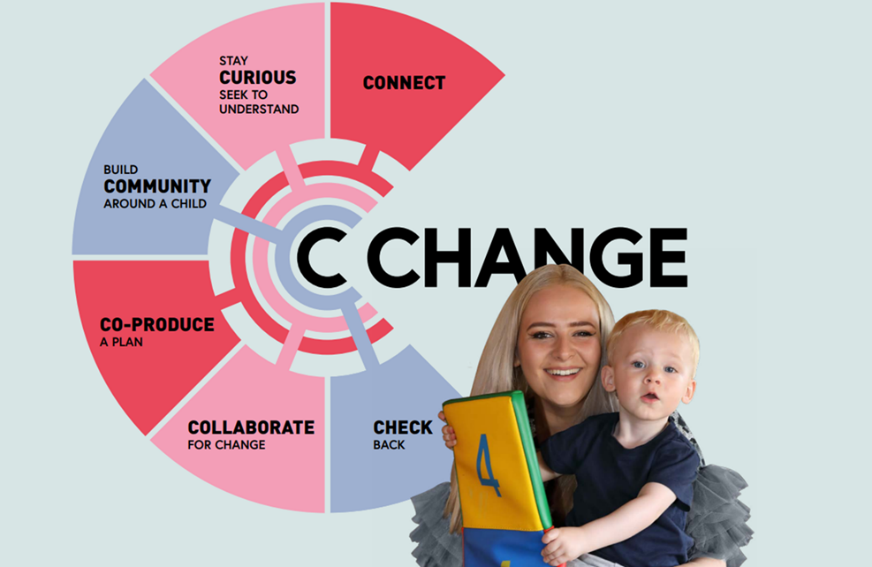 CONNECT
STAY
CURIOUS
SEEK TO
UNDERSTAND
BUILD
COMMUNITY
AROUND A CHILD
CO-PRODUCE
A PLAN
COLLABORATE
FOR CHANGE
CHECK
BACK
C CHANGE
4